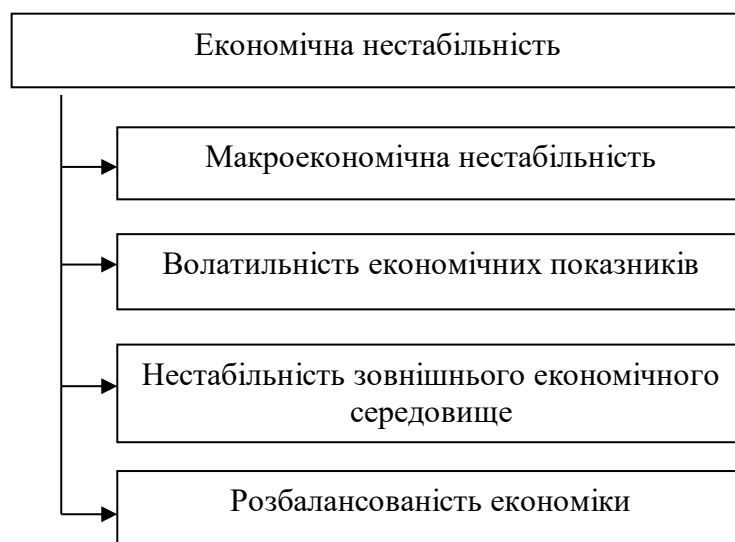 Економічна нестабільність
Макроекономічна нестабільність
Волатильність економічних показників
Нестабільність зовнішнього економічного
середовище
Розбалансованість економіки